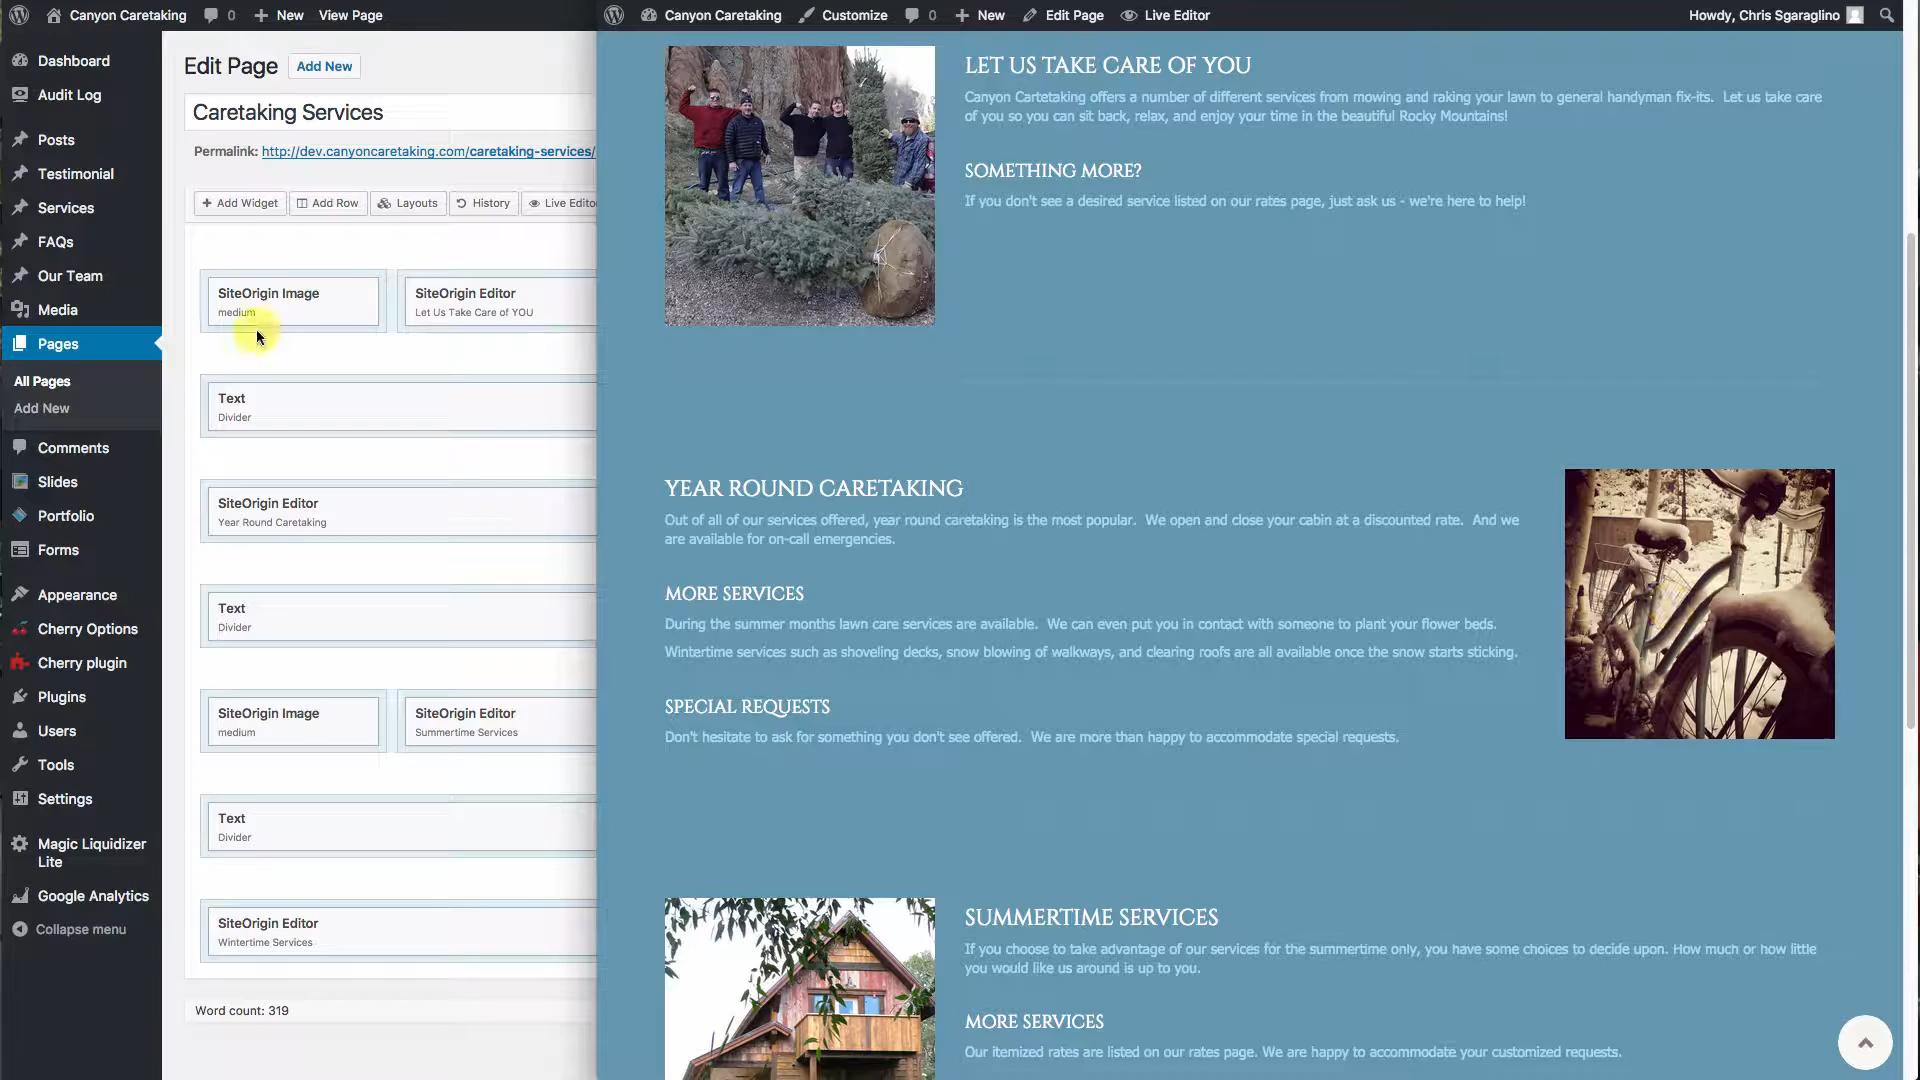 Canyon Caretaking
0
New
View Page
Dashboard
Audit Log
Posts
Testimonial
Services
FAQs
Our Team
Media
Pages
All Pages
Add New
Comments
Slides
Portfolio
Forms
Appearance
Cherry Options
Cherry plugin
Plugins
Users
Tools
Settings
Magic Liquidizer
Lite
Google Analytics
Collapse menu
Edit Page
Add New
Caretaking Services
Permalink: http://dev.canyoncaretaking.com/caretaking-services/
Add Widget
Add Row
Layouts
History
Live Edito
SiteOrigin Image
medium
SiteOrigin Editor
Let Us Take Care of YOU
Text
Divider
SiteOrigin Editor
Year Round Caretaking
Text
Divider
SiteOrigin Image
medium
SiteOrigin Editor
Summertime Services
Text
Divider
SiteOrigin Editor
Wintertime Services
Word count: 319
Canyon Caretaking
Customize
0
New
Edit Page
Live Editor
Howdy, Chris Sgaraglino
LET US TAKE CARE OF YOU
Canyon Cartetaking offers a number of different services from mowing and raking your lawn to general handyman fix-its. Let us take care
of you so you can sit back, relax, and enjoy your time in the beautiful Rocky Mountains!
SOMETHING MORE?
If you don't see a desired service listed on our rates page, just ask us - we're here to help!
YEAR ROUND CARETAKING
Out of all of our services offered, year round caretaking is the most popular. We open and close your cabin at a discounted rate. And we
are available for on-call emergencies.
MORE SERVICES
During the summer months lawn care services are available. We can even put you in contact with someone to plant your flower beds.
Wintertime services such as shoveling decks, snow blowing of walkways, and clearing roofs are all available once the snow starts sticking.
SPECIAL REQUESTS
Don't hesitate to ask for something you don't see offered. We are more than happy to accommodate special requests.
SUMMERTIME SERVICES
If you choose to take advantage of our services for the summertime only, you have some choices to decide upon. How much or how little
you would like us around is up to you.
MORE SERVICES
Our itemized rates are listed on our rates page. We are happy to accommodate your customized requests.